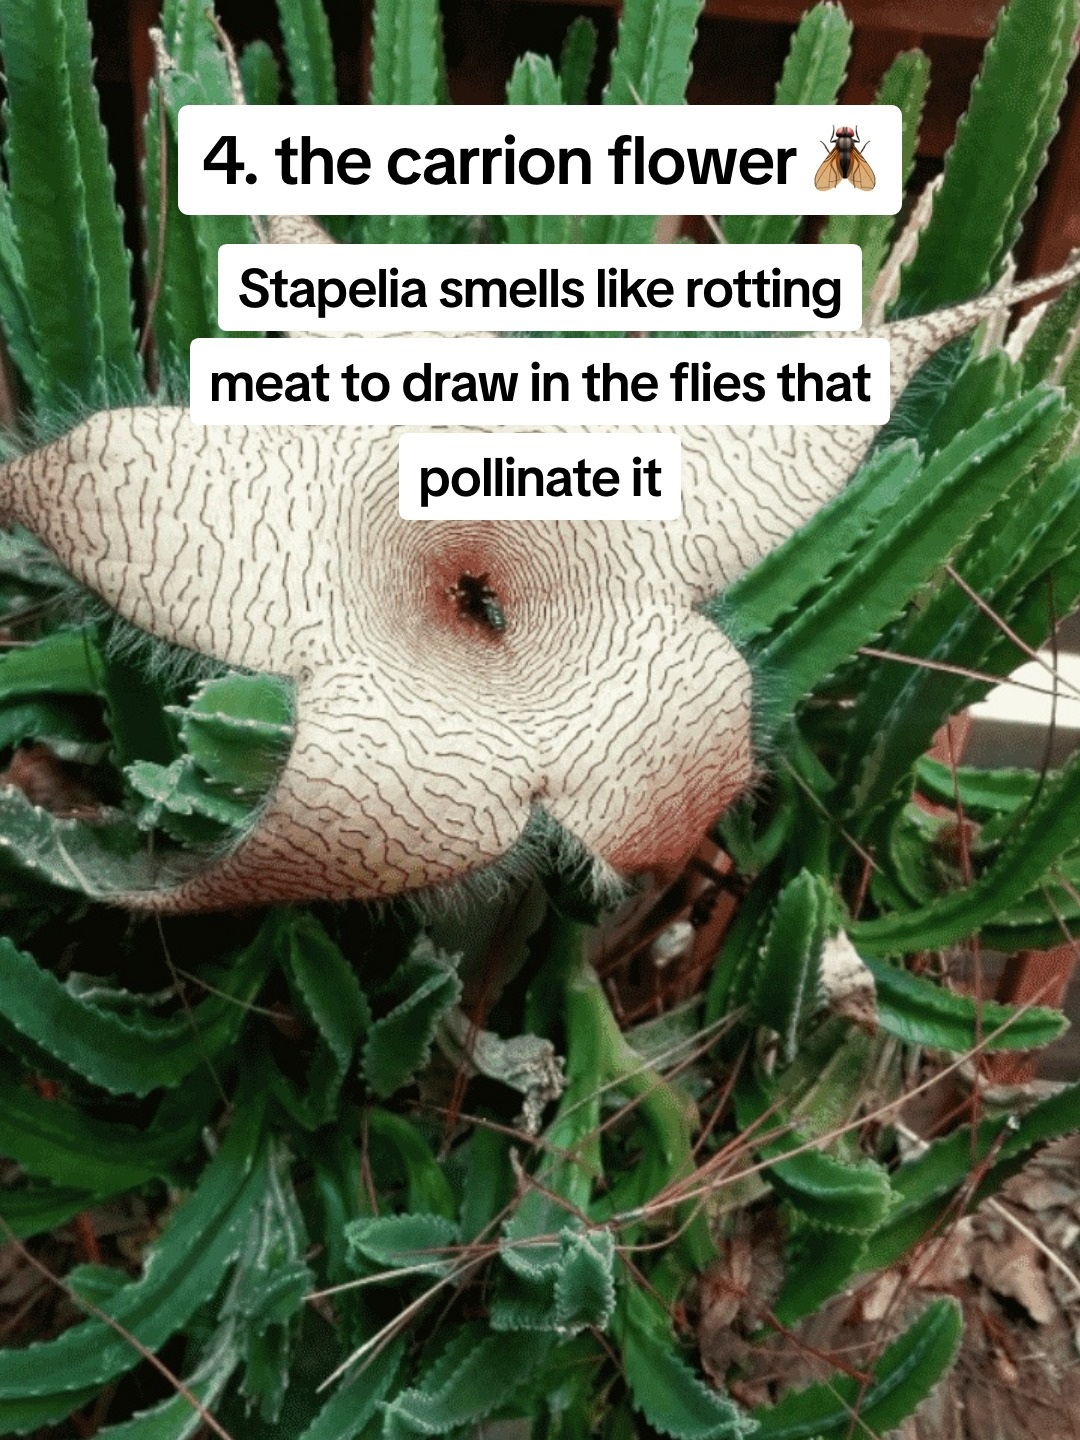 4. the carrion flower 🪰
Stapelia smells like rotting
meat to draw in the flies that
pollinate it